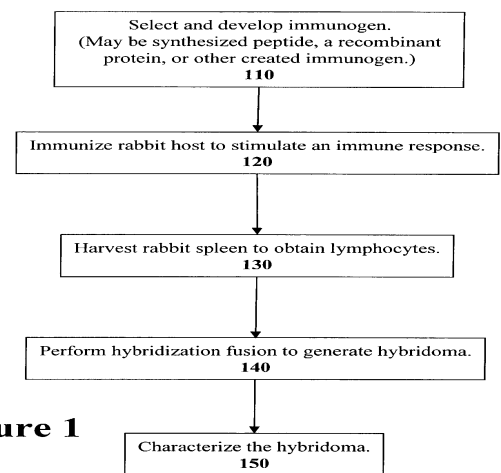 Select and develop immunogen.
(May be synthesized peptide, a recombinant
protein, or other created immunogen.)
110
Immunize rabbit host to stimulate an immune response.
120
Harvest rabbit spleen to obtain lymphocytes.
130
Perform hybridization fusion to generate hybridoma.
140
ure 1
Characterize the hybridoma.
150